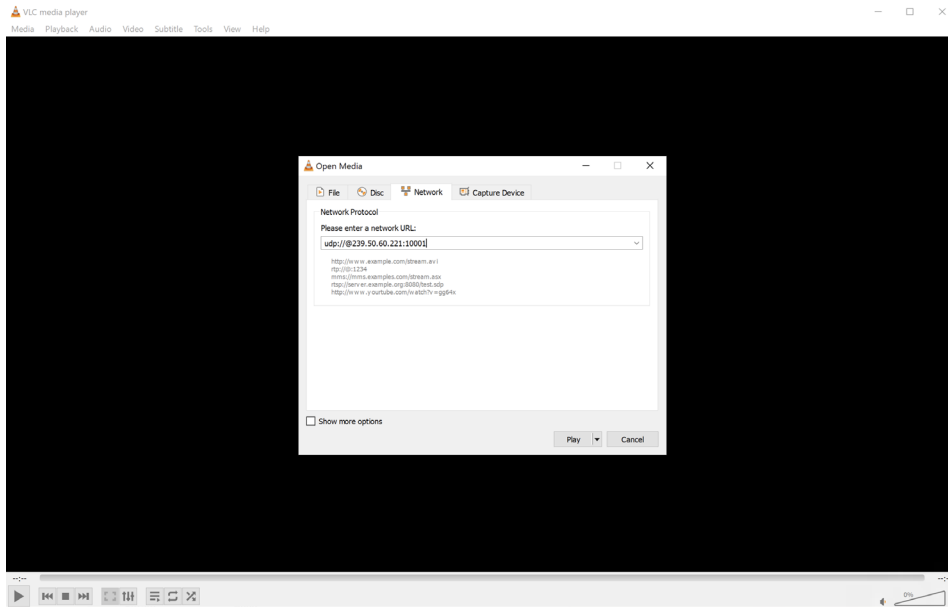 VLC media player
Media Playback Audio Video Subtitle Tools View Help
Open Media
File Disc Network Capture Device
Network Protocol
Please enter a network URL:
udp://@239.50.60.221:10001
http://www.example.com/stream.avi
rtp://@:1234
mms://mms.examples.com/stream.asx
rtsp://server.example.org:8080/test.sdp
http://www.yourtube.com/watch?v=gg64x
Show more options
Play Cancel
--:-- --:-
0%